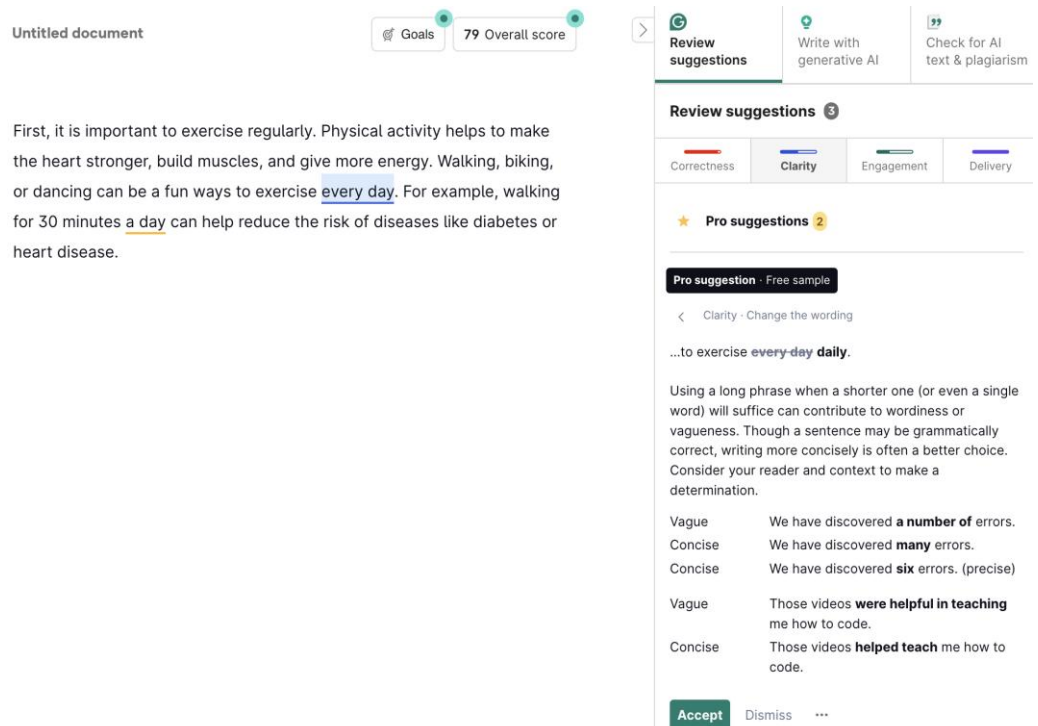 Untitled document
Goals
79 Overall score
First, it is important to exercise regularly. Physical activity helps to make
the heart stronger, build muscles, and give more energy. Walking, biking,
or dancing can be a fun ways to exercise every day. For example, walking
for 30 minutes a day can help reduce the risk of diseases like diabetes or
heart disease.
Review
suggestions
Write with
generative AI
Check for AI
text & plagiarism
Review suggestions 3
Correctness
Clarity
Engagement
Delivery
Pro suggestions 2
Pro suggestion · Free sample
Clarity · Change the wording
...to exercise every day daily.
Using a long phrase when a shorter one (or even a single
word) will suffice can contribute to wordiness or
vagueness. Though a sentence may be grammatically
correct, writing more concisely is often a better choice.
Consider your reader and context to make a
determination.
Vague We have discovered a number of errors.
Concise We have discovered many errors.
Concise We have discovered six errors. (precise)
Vague Those videos were helpful in teaching
me how to code.
Concise Those videos helped teach me how to
code.
Accept Dismiss ...